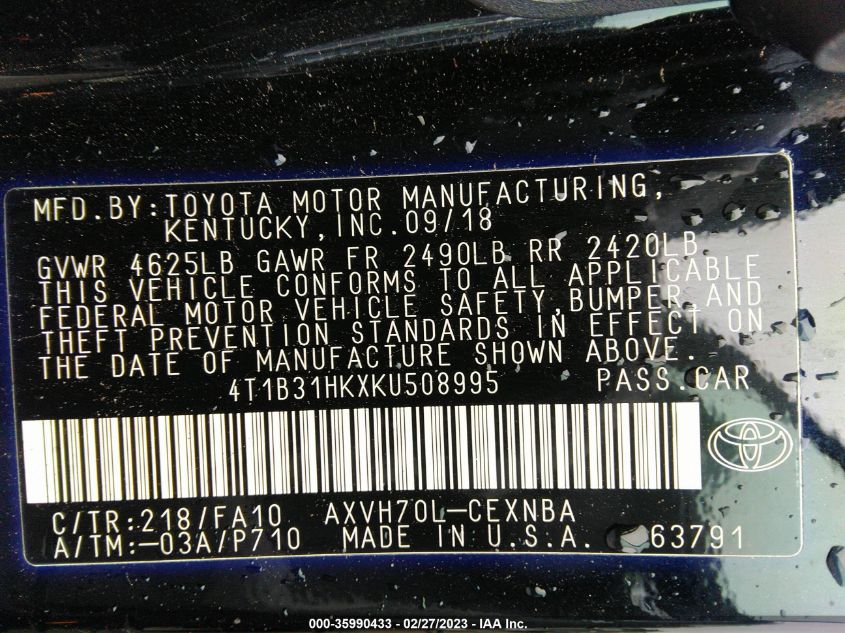 MFD.BY:TOYOTA MOTOR MANUFACTURING,
KENTUCKY,INC.09/18
GVWR 4625LB GAWR FR 2490LB RR 2420LB
THIS VEHICLE CONFORMS TO ALL APPLICABLE
FEDERAL MOTOR VEHICLE SAFETY,BUMPER AND
THEFT PREVENTION STANDARDS IN EFFECT ON
THE DATE OF MANUFACTURE SHOWN ABOVE.
4T1B31HKXKU508995 PASS.CAR
C/TR:218/FA10 AXVH70L-CEXNBA
A/TM:-03A/P710 MADE IN U.S.A. 63791
000-35990433 - 02/27/2023 - IAA Inc.